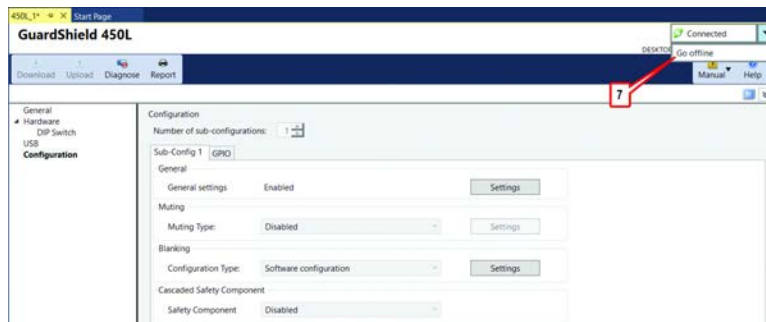 450L_1* Start Page
GuardShield 450L
Connected
DESKTO
Go offline
Download Upload Diagnose Report
Manual Help
7
General
Hardware
DIP Switch
USB
Configuration
Configuration
Number of sub-configurations: 1
Sub-Config 1 GPIO
General
General settings Enabled Settings
Muting
Muting Type: Disabled Settings
Blanking
Configuration Type: Software configuration Settings
Cascaded Safety Component
Safety Component Disabled